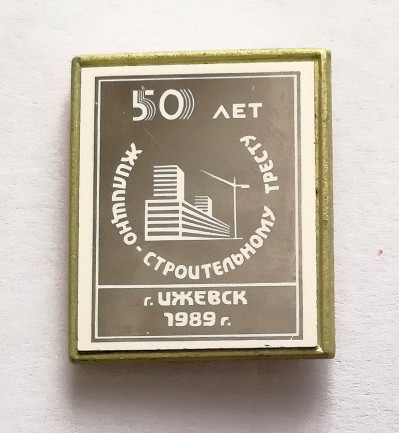 50 ЛЕТ
ЖИЛИЩНО-СТРОИТЕЛЬНОМУ ТРЕСТУ
г. ИЖЕВСК
1989 г.